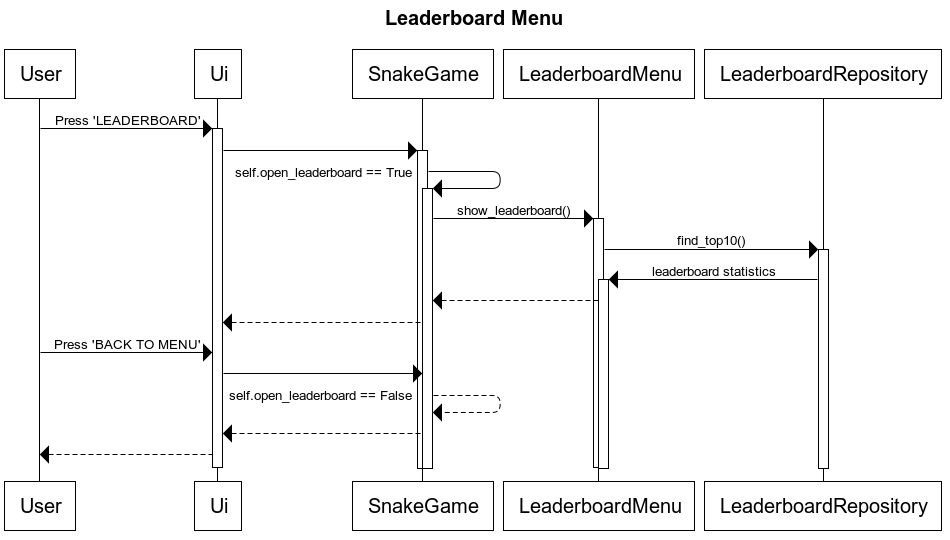 Leaderboard Menu
User
Ui
SnakeGame
LeaderboardMenu
LeaderboardRepository
Press 'LEADERBOARD'
self.open_leaderboard == True
show_leaderboard()
find_top10()
leaderboard statistics
Press 'BACK TO MENU'
self.open_leaderboard == False
User
Ui
SnakeGame
LeaderboardMenu
LeaderboardRepository